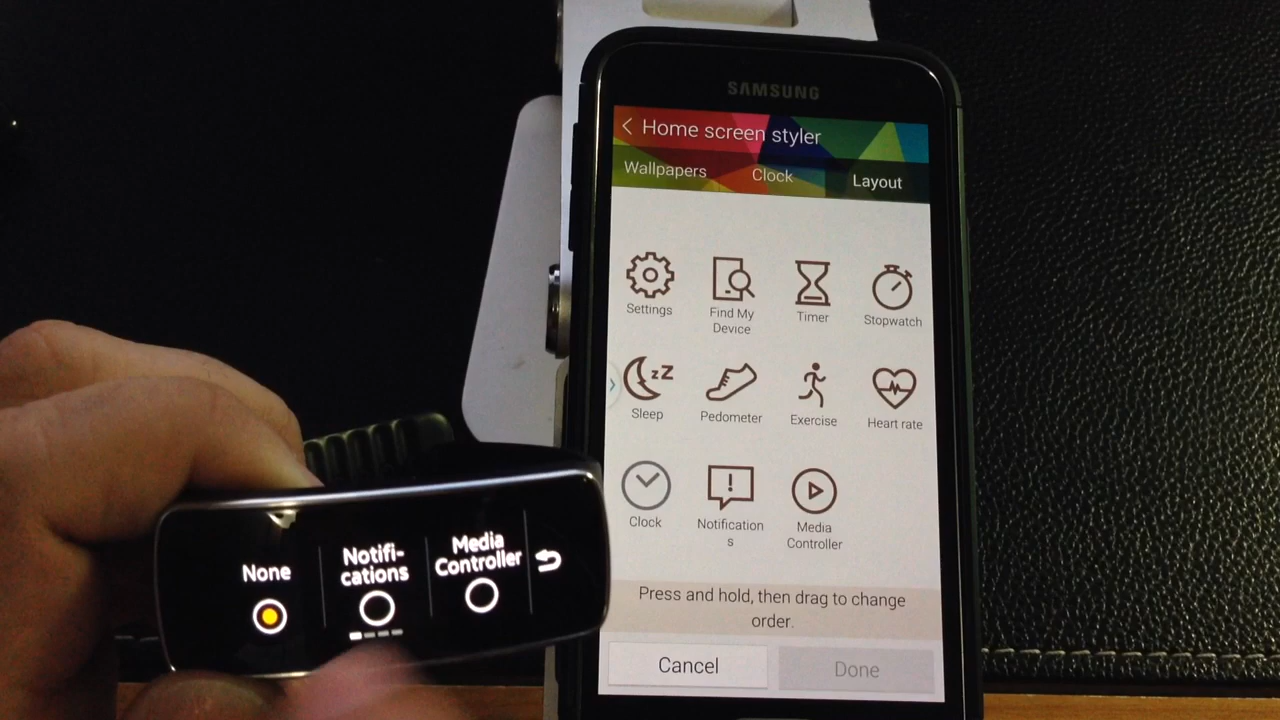 SAMSUNG
Home screen styler
Wallpapers
Clock
Layout
Settings
Find My
Device
Timer
Stopwatch
zZ
Sleep
Pedometer
Exercise
Heart rate
Clock
Notification
s
Media
Controller
Press and hold, then drag to change
order.
Cancel
Done
None
Notifi-
cations
Media
Controller